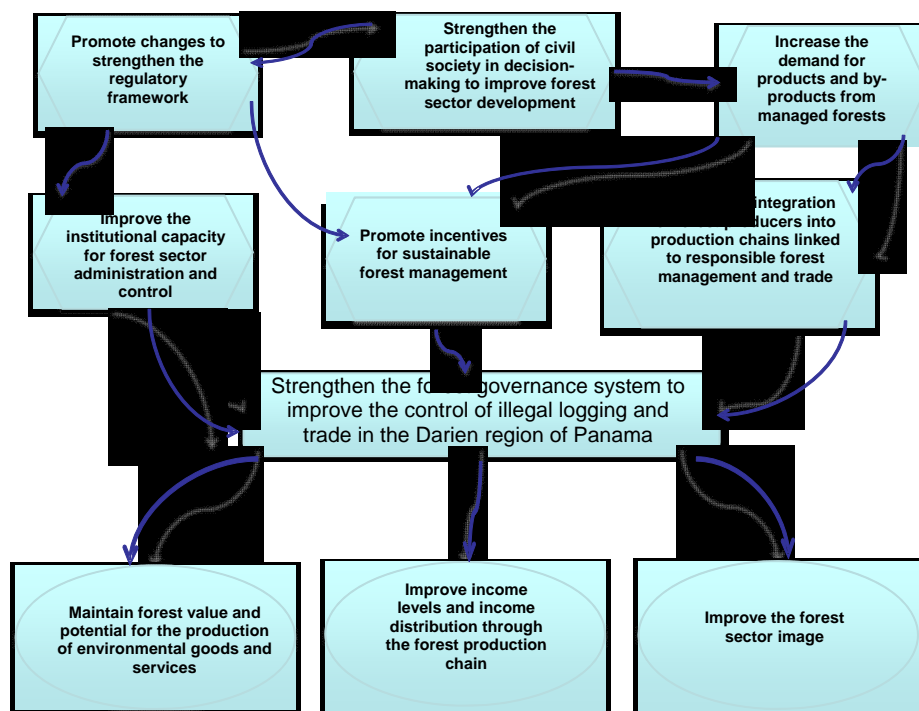 Promote changes to
strengthen the
regulatory
framework
Strengthen the
participation of civil
society in decision-
making to improve forest
sector development
Increase the
demand for
products and by-
products from
managed forests
Improve the
institutional capacity
for forest sector
administration and
control
Promote incentives
for sustainable
forest management
integration
into
production chains linked
to responsible forest
management and trade
Strengthen the governance system to
improve the control of illegal logging and
trade in the Darien region of Panama
Maintain forest value and
potential for the production
of environmental goods and
services
Improve income
levels and income
distribution through
the forest production
chain
Improve the forest
sector image